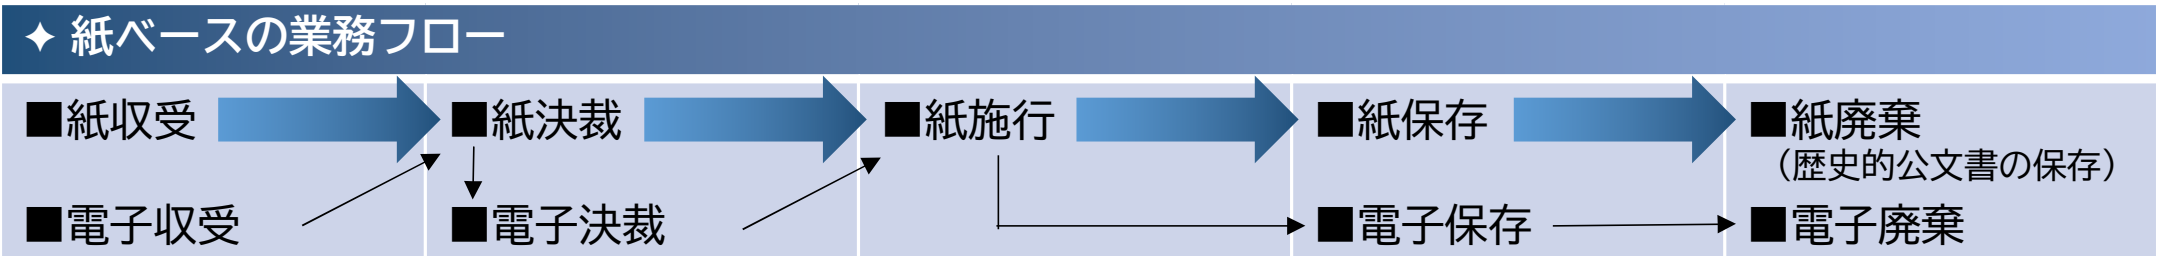 ✦ 紙ベースの業務フロー
■紙収受
■電子収受
■紙決裁
■電子決裁
■紙施行
■紙保存
■電子保存
■紙廃棄
（歴史的公文書の保存）
■電子廃棄